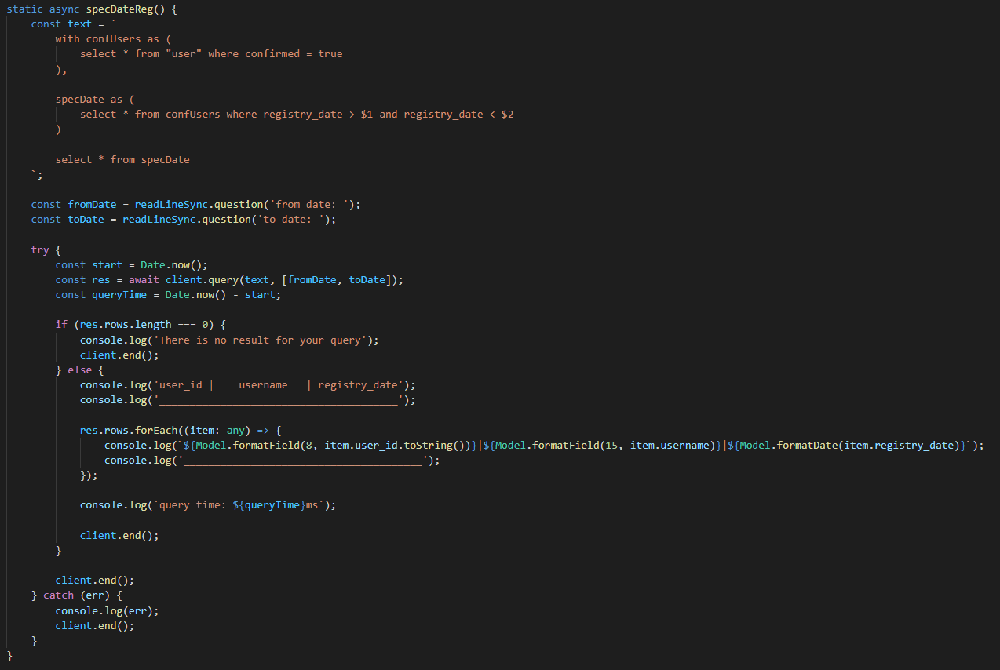 static async specDateReg() {
    const text = `
        with confUsers as (
            select * from "user" where confirmed = true
        ),

        specDate as (
            select * from confUsers where registry_date > $1 and registry_date < $2
        )

        select * from specDate
    `;

    const fromDate = readLineSync.question('from date: ');
    const toDate = readLineSync.question('to date: ');

    try {
        const start = Date.now();
        const res = await client.query(text, [fromDate, toDate]);
        const queryTime = Date.now() - start;

        if (res.rows.length === 0) {
            console.log('There is no result for your query');
            client.end();
        } else {
            console.log('user_id |    username   | registry_date');
            console.log('_______________________________________');

            res.rows.forEach((item: any) => {
                console.log(`${Model.formatField(8, item.user_id.toString())}|${Model.formatField(15, item.username)}|${Model.formatDate(item.registry_date)}`);
                console.log('_______________________________________');
            });

            console.log(`query time: ${queryTime}ms`);

            client.end();
        }

        client.end();
    } catch (err) {
        console.log(err);
        client.end();
    }
}